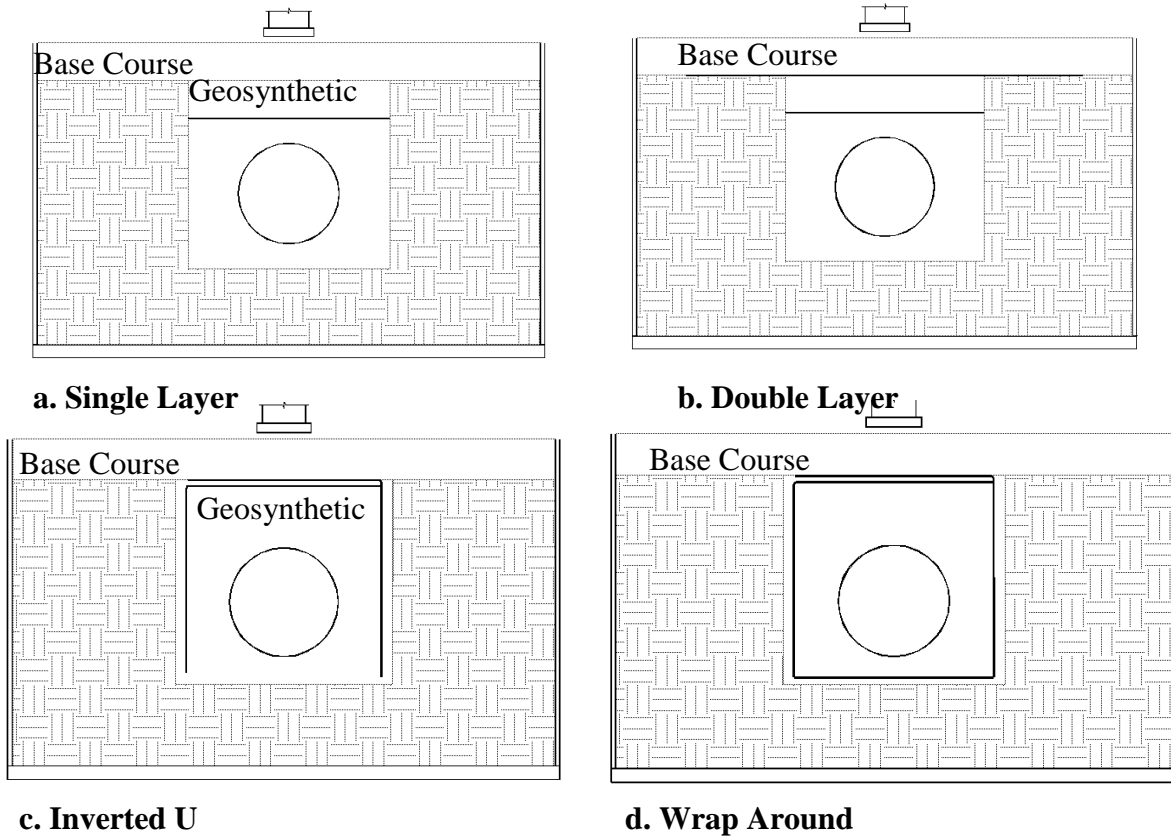 Base Course
Geosynthetic
a. Single Layer
Base Course
b. Double Layer
Base Course
Geosynthetic
c. Inverted U
Base Course
d. Wrap Around